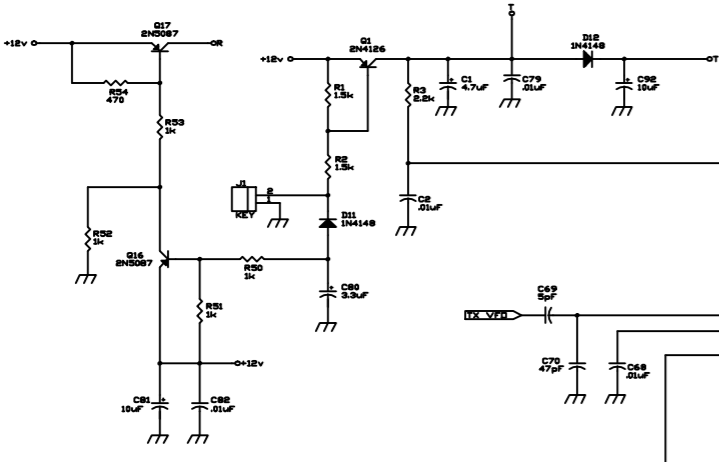 Q17
2N5087
+12v
R
R54
470
R53
1k
R52
1k
Q16
2N5087
R50
1k
R51
1k
+12v
C81
10uF
C82
.01uF
T
Q1
2N4126
+12v
R1
1.5k
R3
2.2k
C1
4.7uF
C79
.01uF
D12
1N4148
C92
10uF
T
R2
1.5k
J1
2
1
KEY
D11
1N4148
C2
.01uF
C80
3.3uF
TX VFO
C69
5pF
C70
47pF
C68
.01uF